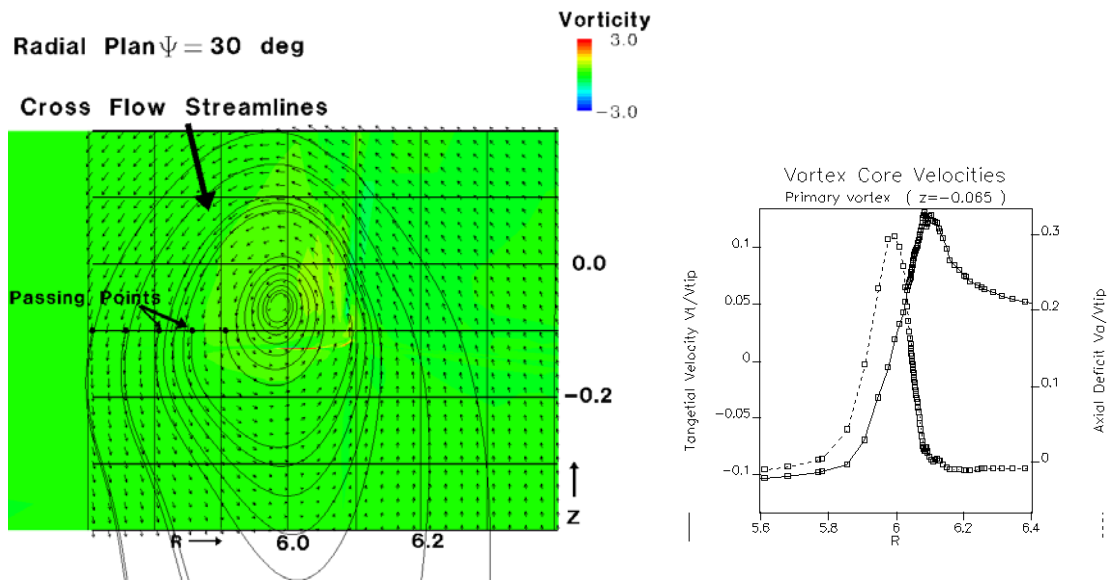 Vorticity
3.0
−3.0
Radial Plan Ψ = 30 deg
Cross Flow Streamlines
Passing Points
0.0
−0.2
Z
R
6.0
6.2
Vortex Core Velocities
Primary vortex ( z=−0.065 )
Tangetial Velocity Vl/Vtip
0.1
0.05
0
−0.05
−0.1
0.3
0.2
0.1
0
Axial Deficit Va/Vtip
5.6
5.8
6
6.2
6.4
R